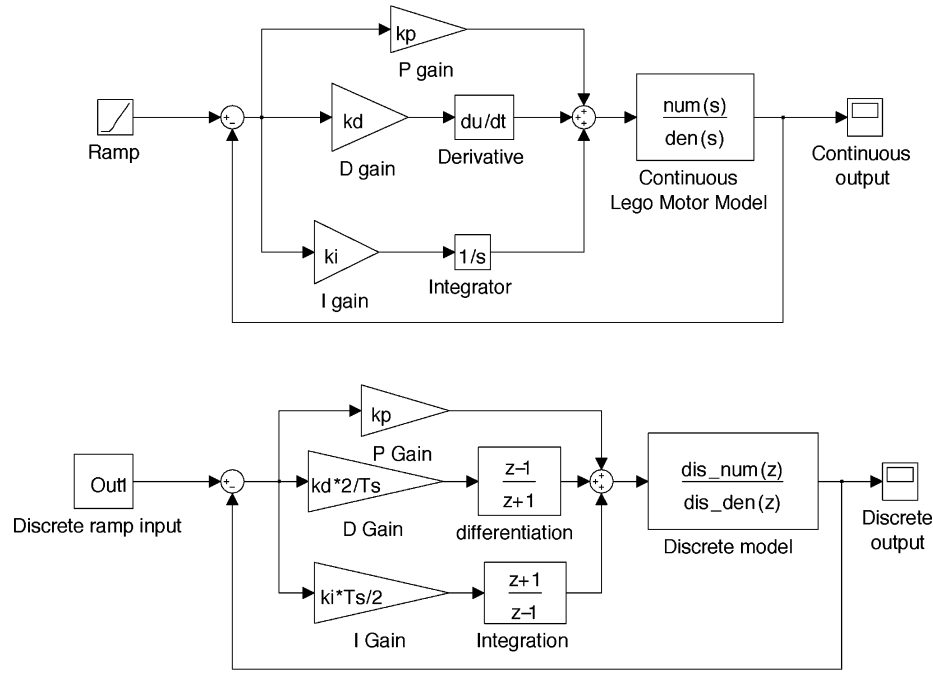 kp
P gain
Ramp
+
−
kd
D gain
du/dt
Derivative
+
+
+
num(s)
den(s)
Continuous
Lego Motor Model
Continuous
output
ki
I gain
1/s
Integrator
kp
P Gain
Out1
Discrete ramp input
+
−
kd*2/Ts
D Gain
z−1
z+1
differentiation
+
+
+
dis_num(z)
dis_den(z)
Discrete model
Discrete
output
ki*Ts/2
I Gain
z+1
z−1
Integration